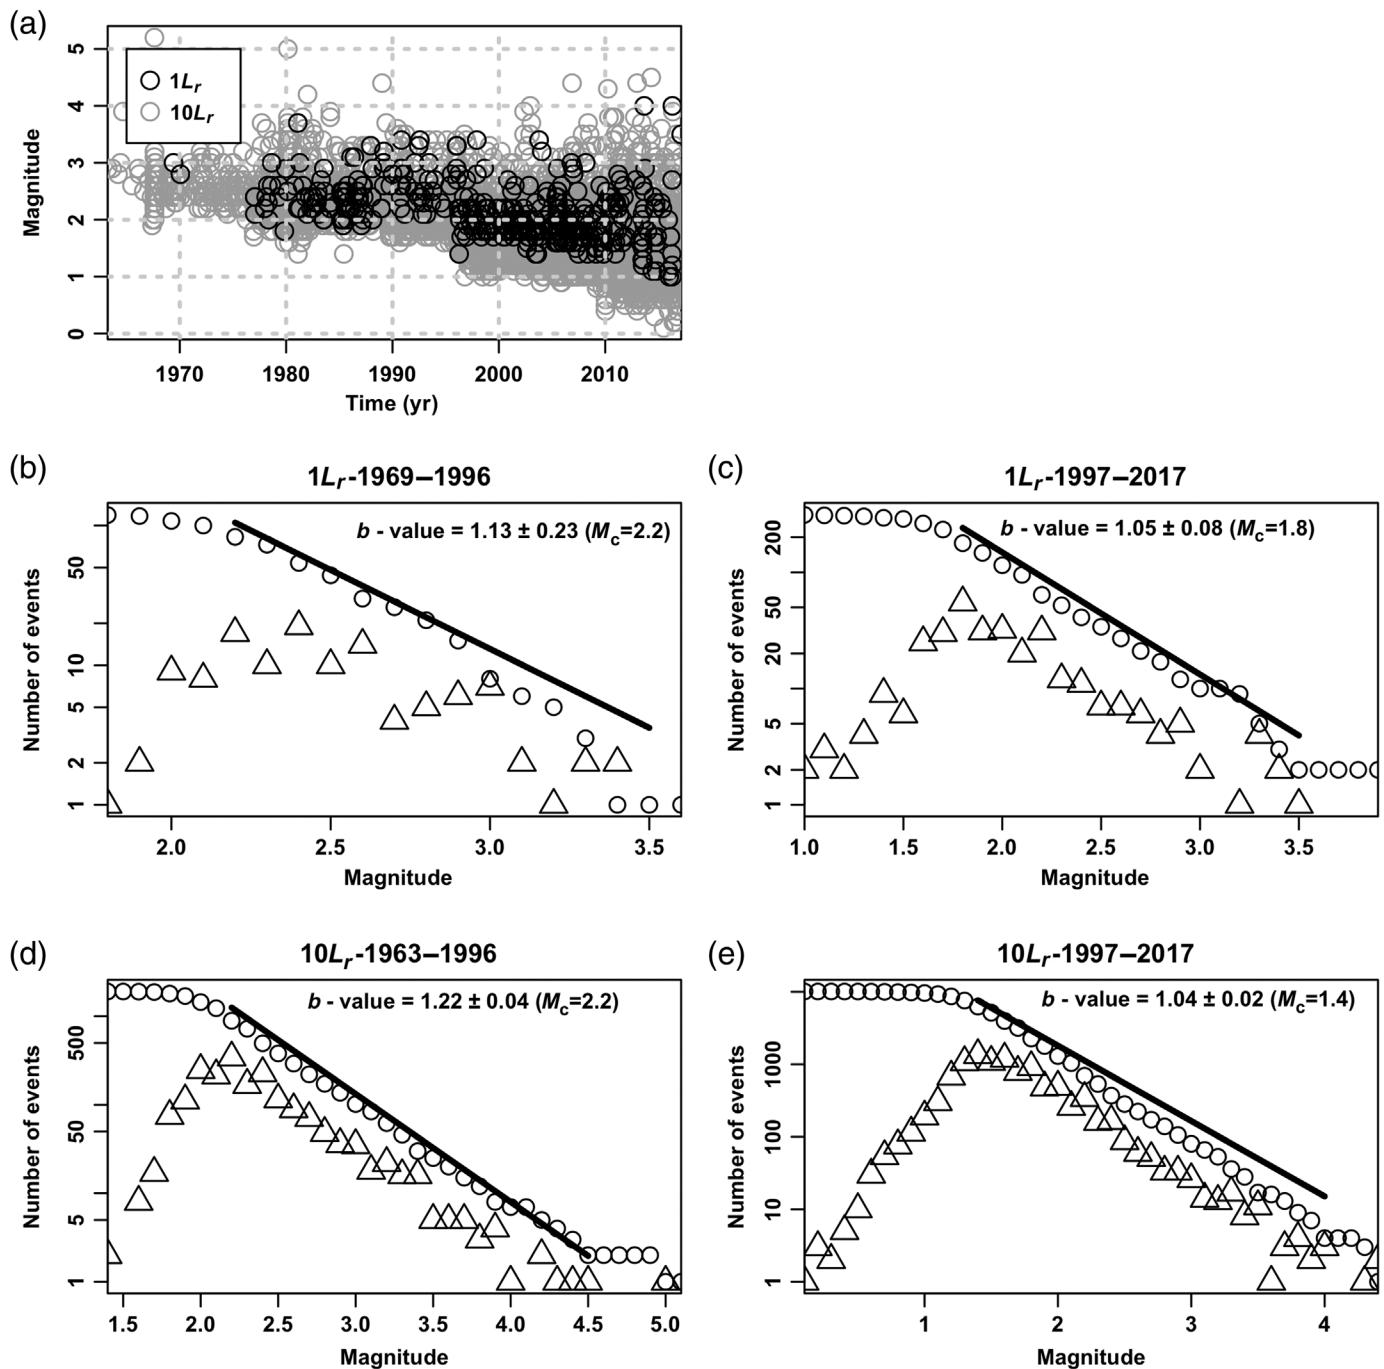 (a)
5
4
3
2
1
0
Magnitude
1Lr
10Lr
1970 1980 1990 2000 2010
Time (yr)
(b)
1Lr-1969–1996
b - value = 1.13 ± 0.23 (Mc=2.2)
50
10
5
2
1
Number of events
2.0 2.5 3.0 3.5
Magnitude
(c)
1Lr-1997–2017
b - value = 1.05 ± 0.08 (Mc=1.8)
200
50
20
5
2
1
Number of events
1.0 1.5 2.0 2.5 3.0 3.5
Magnitude
(d)
10Lr-1963–1996
b - value = 1.22 ± 0.04 (Mc=2.2)
500
50
5
1
Number of events
1.5 2.0 2.5 3.0 3.5 4.0 4.5 5.0
Magnitude
(e)
10Lr-1997–2017
b - value = 1.04 ± 0.02 (Mc=1.4)
1000
100
10
1
Number of events
1 2 3 4
Magnitude